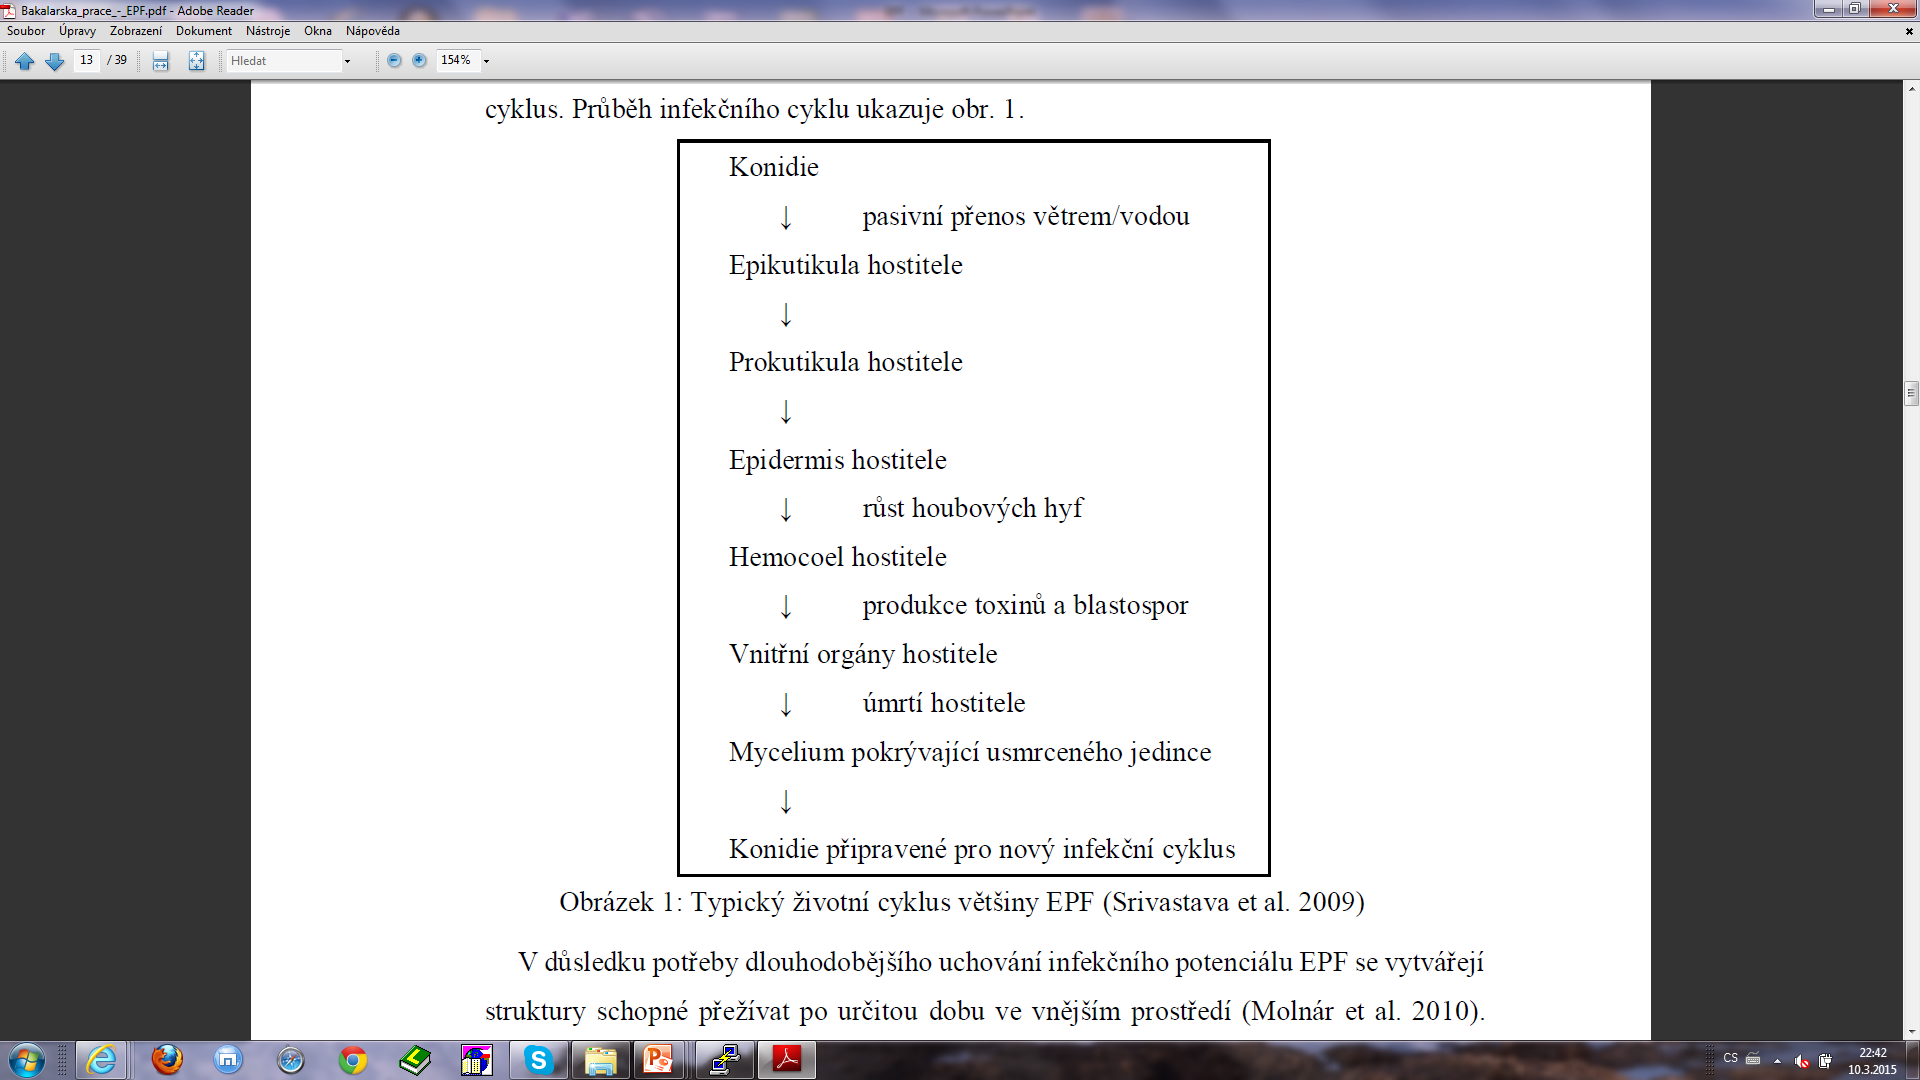 Bakalarska_prace_-_EPF.pdf - Adobe Reader
Soubor Úpravy Zobrazení Dokument Nástroje Okna Nápověda
13 / 39 Hledat 154%
cyklus. Průběh infekčního cyklu ukazuje obr. 1.
Konidie
↓ pasivní přenos větrem/vodou
Epikutikula hostitele
↓
Prokutikula hostitele
↓
Epidermis hostitele
↓ růst houbových hyf
Hemocoel hostitele
↓ produkce toxinů a blastospor
Vnitřní orgány hostitele
↓ úmrtí hostitele
Mycelium pokrývající usmrceného jedince
↓
Konidie připravené pro nový infekční cyklus
Obrázek 1: Typický životní cyklus většiny EPF (Srivastava et al. 2009)
V důsledku potřeby dlouhodobějšího uchování infekčního potenciálu EPF se vytvářejí
struktury schopné přežívat po určitou dobu ve vnějším prostředí (Molnár et al. 2010).
CS 22:42
10.3.2015